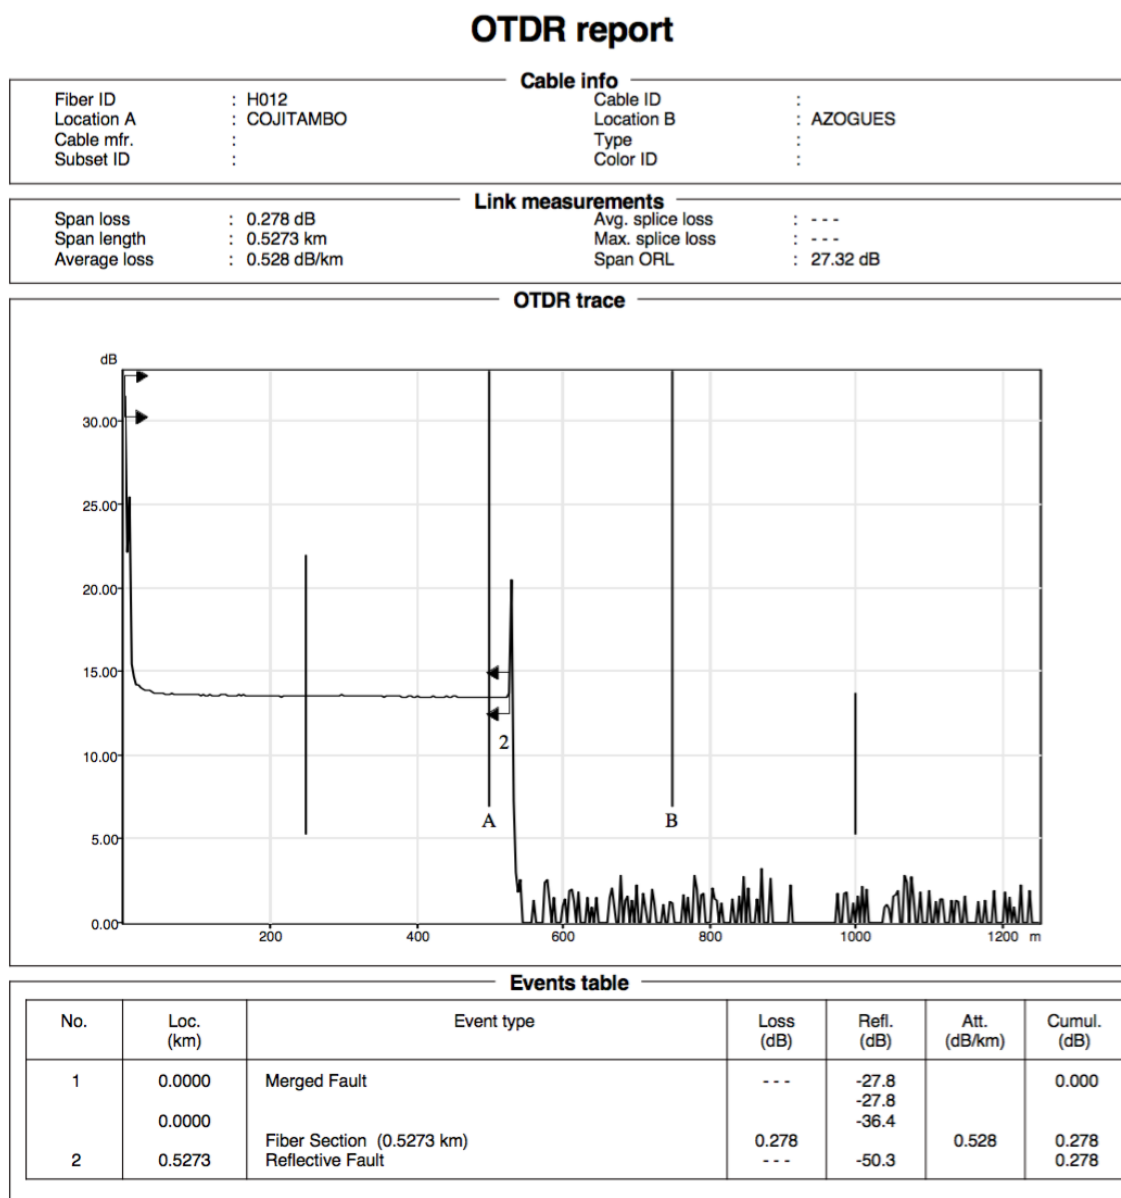 OTDR report
Cable info
Fiber ID : H012 Cable ID :
Location A : COJITAMBO Location B : AZOGUES
Cable mfr. : Type :
Subset ID : Color ID :
Link measurements
Span loss : 0.278 dB Avg. splice loss : - - -
Span length : 0.5273 km Max. splice loss : - - -
Average loss : 0.528 dB/km Span ORL : 27.32 dB
OTDR trace
dB
30.00
25.00
20.00
15.00
2
10.00
A B
5.00
0.00
200 400 600 800 1000 1200 m
Events table
No. Loc. Event type Loss Refl. Att. Cumul.
(km) (dB) (dB) (dB/km) (dB)
1 0.0000 Merged Fault - - - -27.8 0.000
-27.8
0.0000 -36.4
Fiber Section (0.5273 km) 0.278 0.528 0.278
2 0.5273 Reflective Fault - - - -50.3 0.278